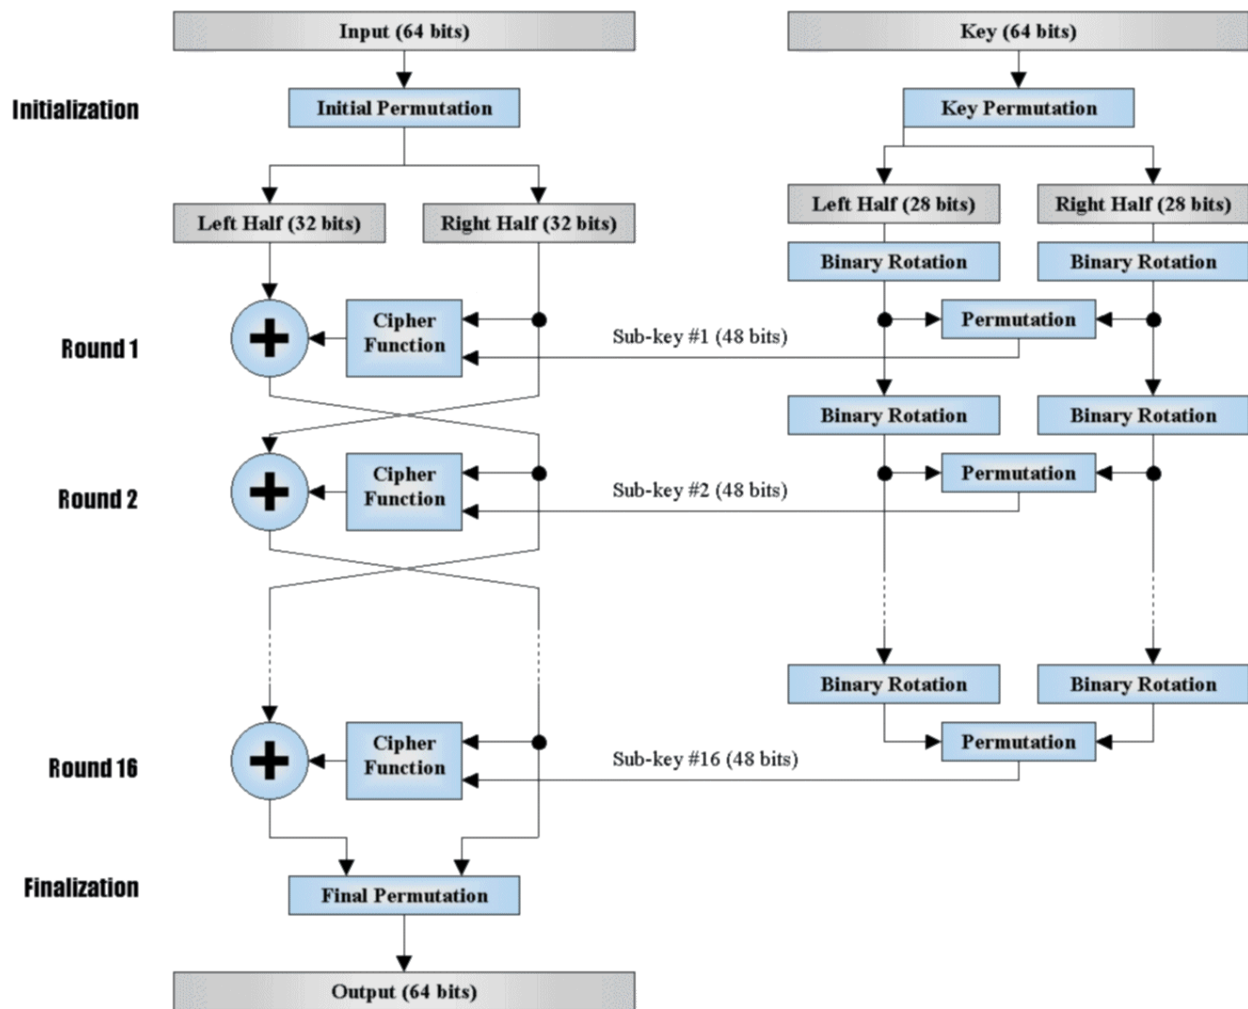 Input (64 bits)
Key (64 bits)
Initialization
Initial Permutation
Key Permutation
Left Half (32 bits)
Right Half (32 bits)
Left Half (28 bits)
Right Half (28 bits)
Binary Rotation
Binary Rotation
Round 1
Cipher
Function
Sub-key #1 (48 bits)
Permutation
Binary Rotation
Binary Rotation
Round 2
Cipher
Function
Sub-key #2 (48 bits)
Permutation
Binary Rotation
Binary Rotation
Round 16
Cipher
Function
Sub-key #16 (48 bits)
Permutation
Finalization
Final Permutation
Output (64 bits)